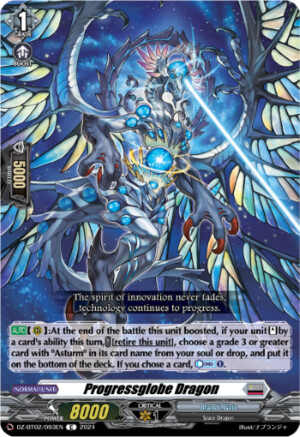 1
GRADE
BOOST
5000
SHIELD
The spirit of innovation never fades,
technology continues to progress.
AUTO :At the end of the battle this unit boosted, if your unit by
a card's ability this turn, [retire this unit], choose a grade 3 or greater
card with "Asturm" in its card name from your soul or drop, and put it
on the bottom of the deck. If you chose a card,
NORMAL UNIT
Progressglobe Dragon
POWER
8000
CRITICAL
1
Brandt Gate
DZ-BT02/093EN C 2024